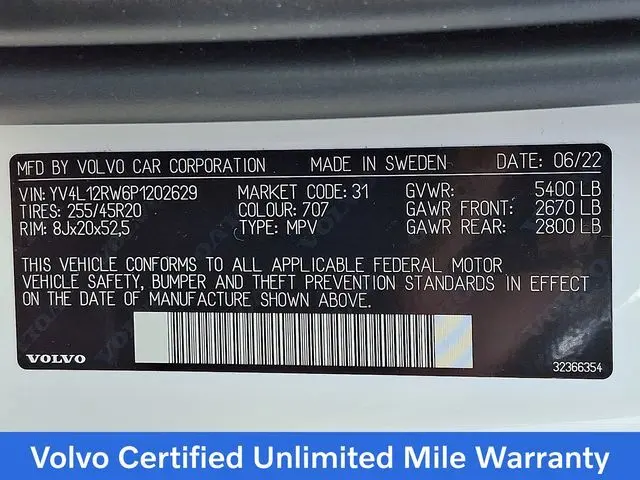 MFD BY VOLVO CAR CORPORATION MADE IN SWEDEN DATE: 06/22
VIN: YV4L12RW6P1202629 MARKET CODE: 31 GVWR: 5400 LB
TIRES: 255/45R20 COLOUR: 707 GAWR FRONT: 2670 LB
RIM: 8Jx20x52,5 TYPE: MPV GAWR REAR: 2800 LB
THIS VEHICLE CONFORMS TO ALL APPLICABLE FEDERAL MOTOR
VEHICLE SAFETY, BUMPER AND THEFT PREVENTION STANDARDS IN EFFECT
ON THE DATE OF MANUFACTURE SHOWN ABOVE.
VOLVO
32366354
Volvo Certified Unlimited Mile Warranty